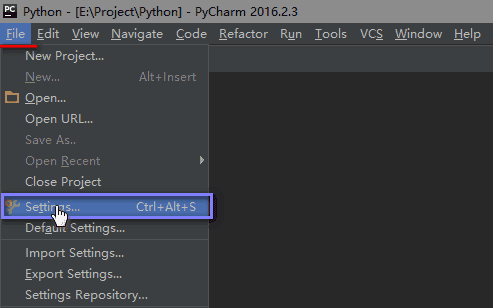 PC Python - [E:\Project\Python] - PyCharm 2016.2.3
File Edit View Navigate Code Refactor Run Tools VCS Window Help
New Project...
New... Alt+Insert
Open...
Open URL...
Save As..
Open Recent
Close Project
Settings... Ctrl+Alt+S
Default Settings...
Import Settings...
Export Settings...
Settings Repository...